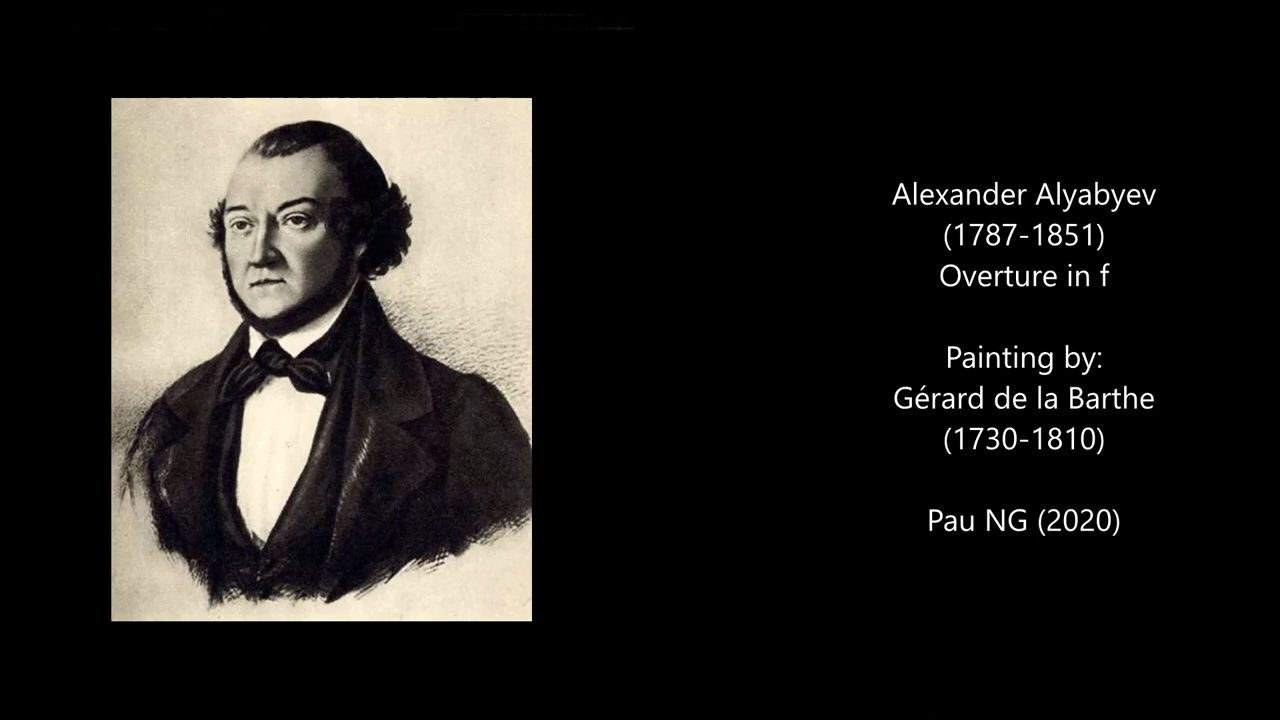 Alexander Alyabyev
(1787-1851)
Overture in f
Painting by:
Gérard de la Barthe
(1730-1810)
Pau NG (2020)